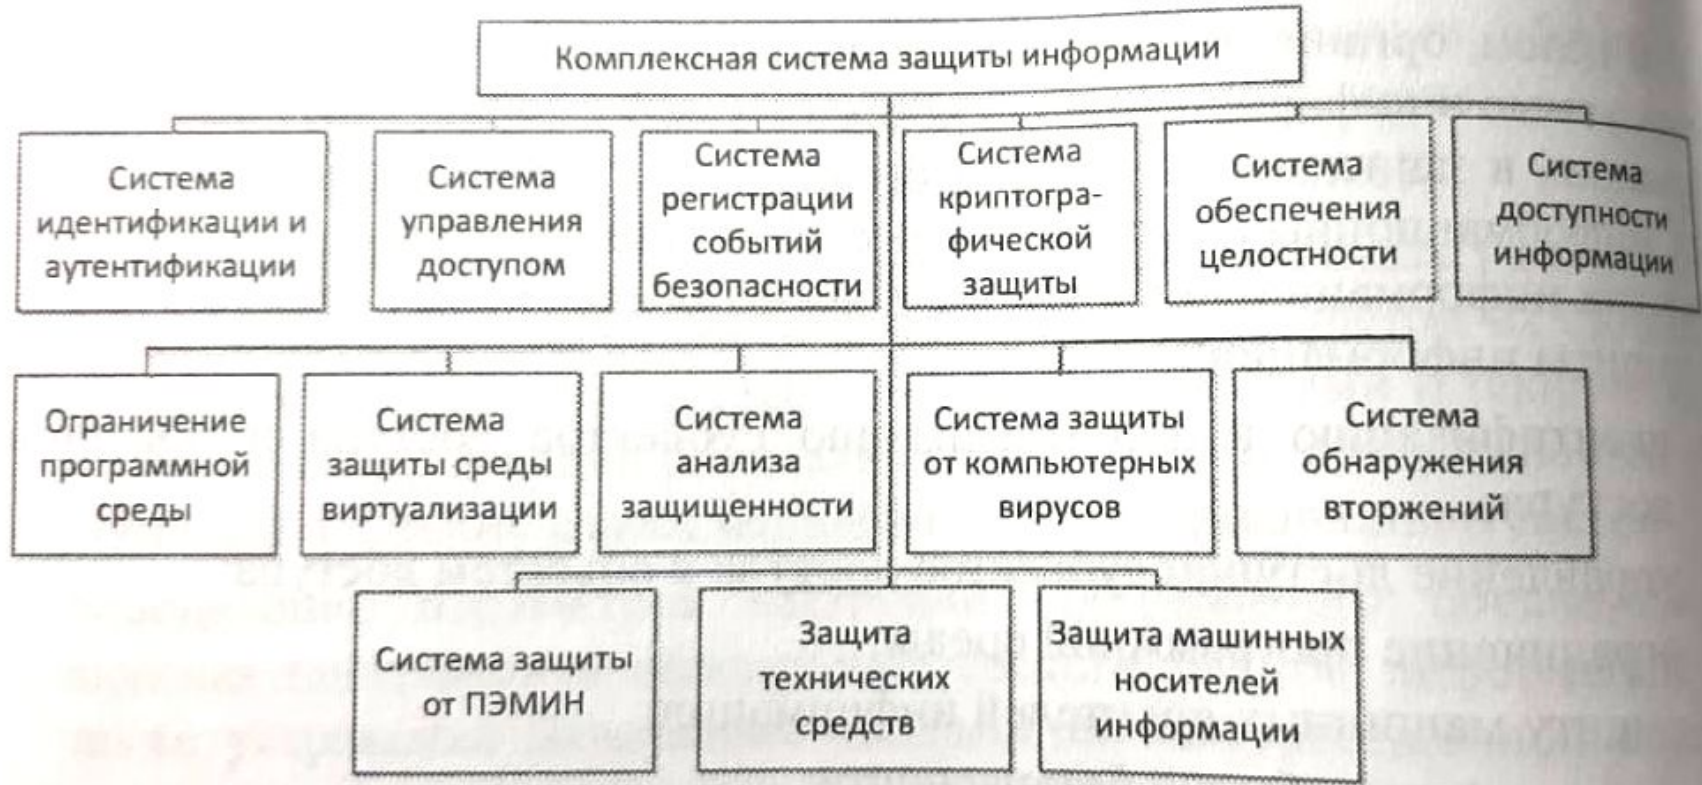 Комплексная система защиты информации
Система
идентификации и
аутентификации
Система
управления
доступом
Система
регистрации
событий
безопасности
Система
криптогра-
фической
защиты
Система
обеспечения
целостности
Система
доступности
информации
Ограничение
программной
среды
Система
защиты среды
виртуализации
Система
анализа
защищенности
Система защиты
от компьютерных
вирусов
Система
обнаружения
вторжений
Система защиты
от ПЭМИН
Защита
технических
средств
Защита машинных
носителей
информации